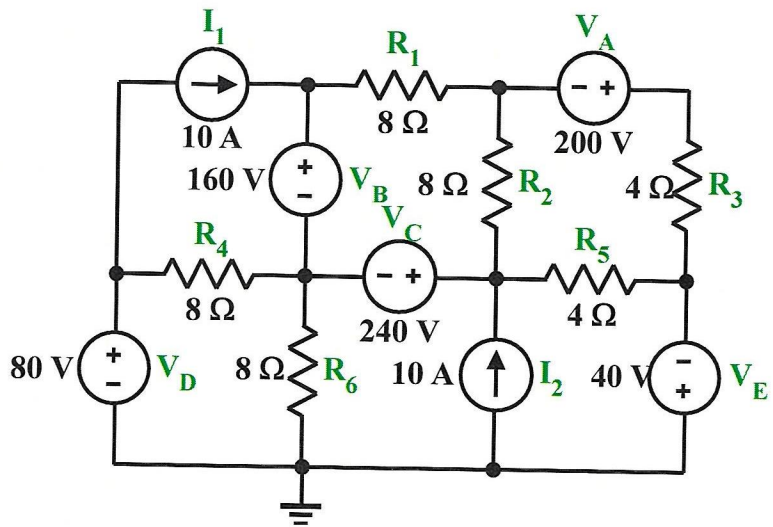 I1
VA
R1
− +
8 Ω
10 A
200 V
160 V
+
−
VB
8 Ω
R2
4 Ω
R3
VC
R4
− +
R5
8 Ω
240 V
4 Ω
80 V
+
−
VD
8 Ω
R6
10 A
I2
40 V
−
+
VE